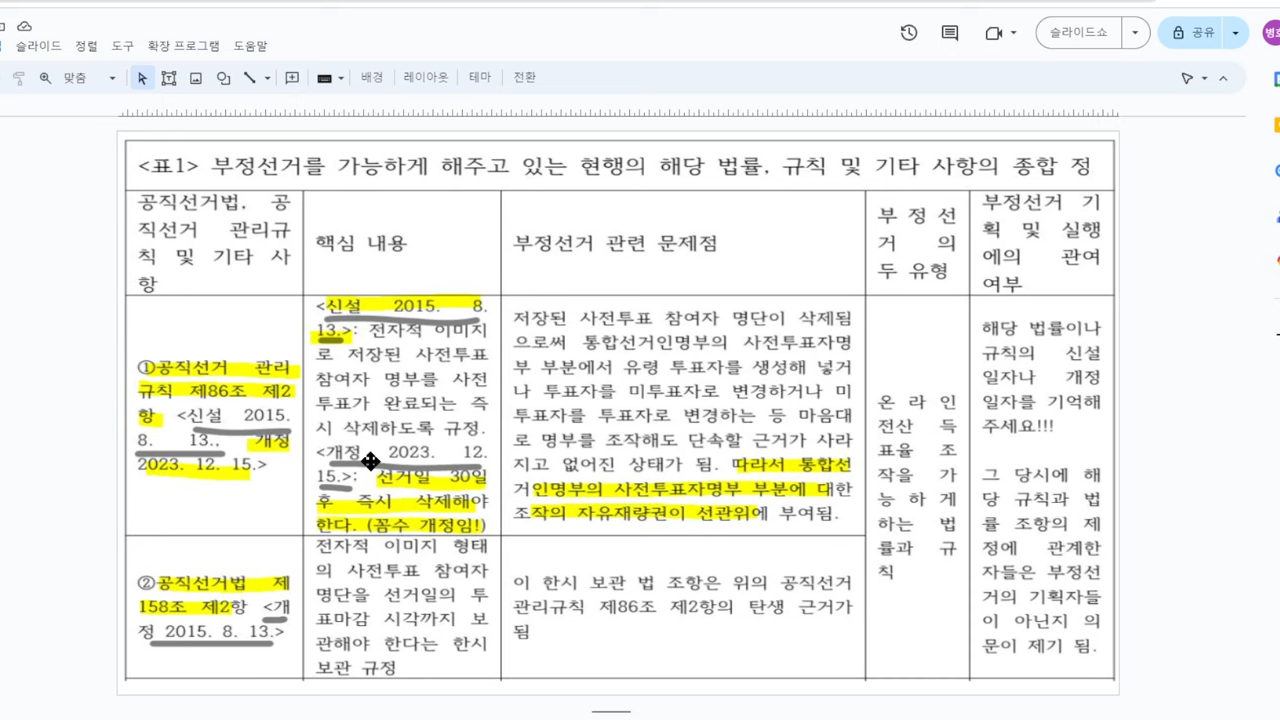 슬라이드 정렬 도구 확장 프로그램 도움말
슬라이드쇼
공유
맞춤
배경 레이아웃 테마 전환
<표1> 부정선거를 가능하게 해주고 있는 현행의 해당 법률, 규칙 및 기타 사항의 종합 정
공직선거법, 공
직선거 관리규
칙 및 기타 사
항
핵심 내용
부정선거 관련 문제점
부 정 선
거 의
두 유형
부정선거 기
획 및 실행
에의 관여
여부
①공직선거 관리
규칙 제86조 제2
항 <신설 2015.
8. 13., 개정
2023. 12. 15.>
<신설 2015. 8.
13.>: 전자적 이미지
로 저장된 사전투표
참여자 명부를 사전
투표가 완료되는 즉
시 삭제하도록 규정.
<개정 2023. 12.
15.>: 선거일 30일
후 즉시 삭제해야
한다. (꼼수 개정임!)
저장된 사전투표 참여자 명단이 삭제됨
으로써 통합선거인명부의 사전투표자명
부 부분에서 유령 투표자를 생성해 넣거
나 투표자를 미투표자로 변경하거나 미
투표자를 투표자로 변경하는 등 마음대
로 명부를 조작해도 단속할 근거가 사라
지고 없어진 상태가 됨. 따라서 통합선
거인명부의 사전투표자명부 부분에 대한
조작의 자유재량권이 선관위에 부여됨.
온 라 인
전산 득
표율 조
작을 가
능 하 게
하는 법
률과 규
칙
해당 법률이나
규칙의 신설
일자나 개정
일자를 기억해
주세요!!!
그 당시에 해
당 규칙과 법
률 조항의 제
정에 관계한
자들은 부정선
거의 기획자들
이 아닌지 의
문이 제기 됨.
②공직선거법 제
158조 제2항 <개
정 2015. 8. 13.>
전자적 이미지 형태
의 사전투표 참여자
명단을 선거일의 투
표마감 시각까지 보
관해야 한다는 한시
보관 규정
이 한시 보관 법 조항은 위의 공직선거
관리규칙 제86조 제2항의 탄생 근거가
됨